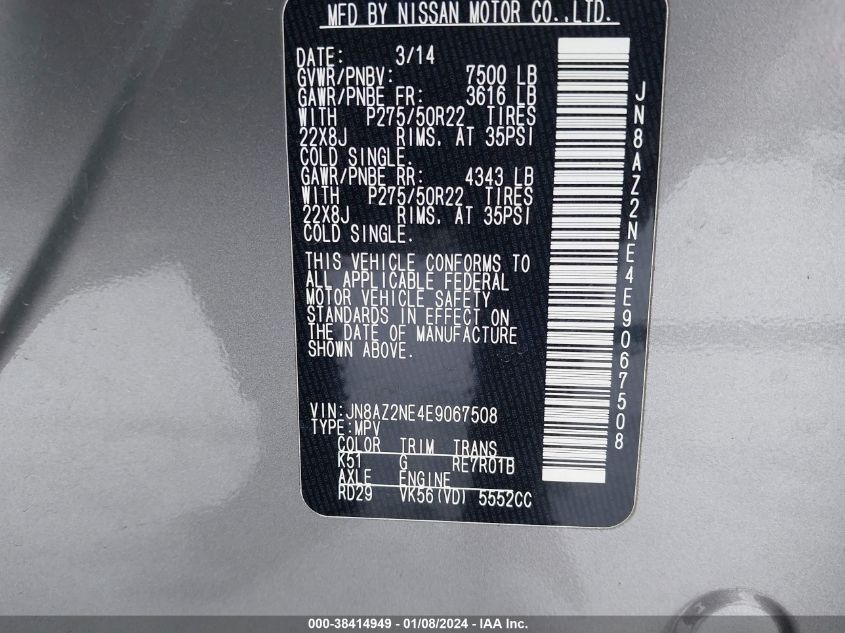 MFD BY NISSAN MOTOR CO.,LTD.
DATE: 3/14
GVWR/PNBV: 7500 LB
GAWR/PNBE FR: 3616 LB
WITH P275/50R22 TIRES
22X8J RIMS. AT 35PSI
COLD SINGLE.
GAWR/PNBE RR: 4343 LB
WITH P275/50R22 TIRES
22X8J RIMS. AT 35PSI
COLD SINGLE.
THIS VEHICLE CONFORMS TO
ALL APPLICABLE FEDERAL
MOTOR VEHICLE SAFETY
STANDARDS IN EFFECT ON
THE DATE OF MANUFACTURE
SHOWN ABOVE.
VIN:JN8AZ2NE4E9067508
TYPE:MPV
COLOR TRIM TRANS
K51 G RE7R01B
AXLE ENGINE
RD29 VK56(VD) 5552CC
JN8AZ2NE4E9067508
000-38414949 - 01/08/2024 - IAA Inc.